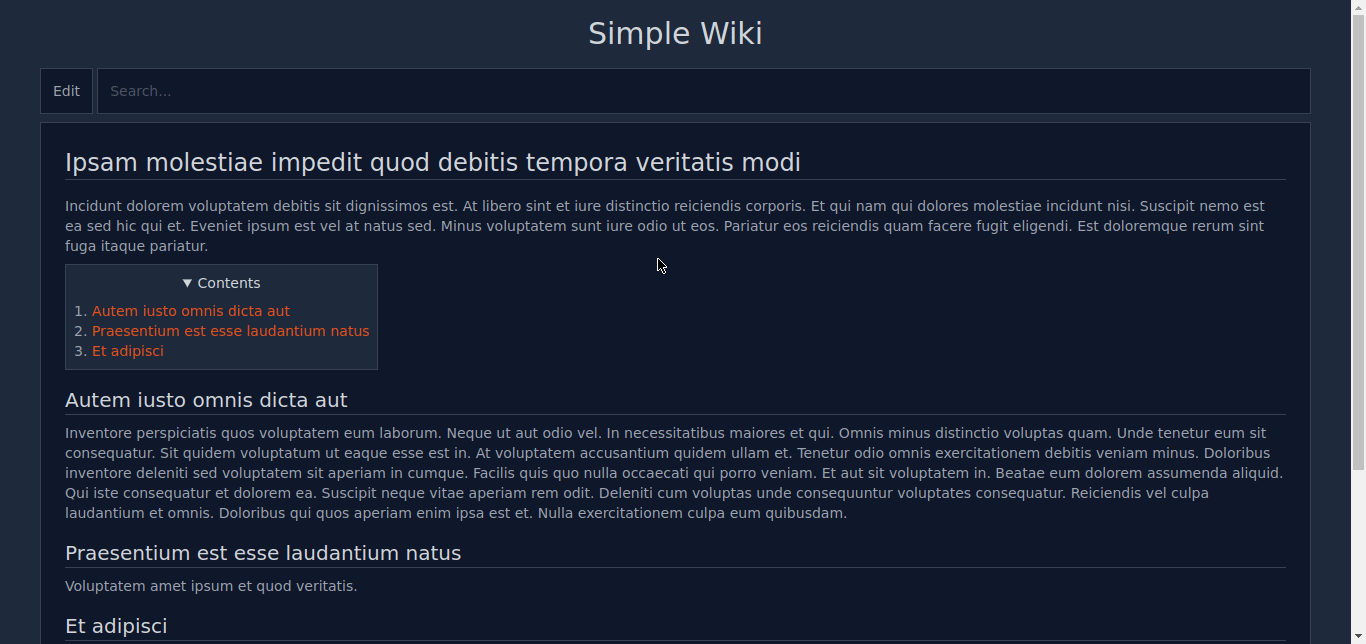 Simple Wiki
Edit
Search...
Ipsam molestiae impedit quod debitis tempora veritatis modi
Incidunt dolorem voluptatem debitis sit dignissimos est. At libero sint et iure distinctio reiciendis corporis. Et qui nam qui dolores molestiae incidunt nisi. Suscipit nemo est
ea sed hic qui et. Eveniet ipsum est vel at natus sed. Minus voluptatem sunt iure odio ut eos. Pariatur eos reiciendis quam facere fugit eligendi. Est doloremque rerum sint
fuga itaque pariatur.
▼ Contents
1. Autem iusto omnis dicta aut
2. Praesentium est esse laudantium natus
3. Et adipisci
Autem iusto omnis dicta aut
Inventore perspiciatis quos voluptatem eum laborum. Neque ut aut odio vel. In necessitatibus maiores et qui. Omnis minus distinctio voluptas quam. Unde tenetur eum sit
consequatur. Sit quidem voluptatum ut eaque esse est in. At voluptatem accusantium quidem ullam et. Tenetur odio omnis exercitationem debitis veniam minus. Doloribus
inventore deleniti sed voluptatem sit aperiam in cumque. Facilis quis quo nulla occaecati qui porro veniam. Et aut sit voluptatem in. Beatae eum dolorem assumenda aliquid.
Qui iste consequatur et dolorem ea. Suscipit neque vitae aperiam rem odit. Deleniti cum voluptas unde consequuntur voluptates consequatur. Reiciendis vel culpa
laudantium et omnis. Doloribus qui quos aperiam enim ipsa est et. Nulla exercitationem culpa eum quibusdam.
Praesentium est esse laudantium natus
Voluptatem amet ipsum et quod veritatis.
Et adipisci